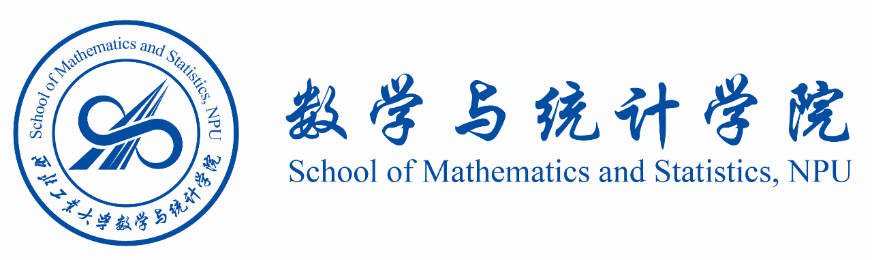 School of Mathematics and Statistics, NPU
西北工业大学数学与统计学院
数学与统计学院
School of Mathematics and Statistics, NPU